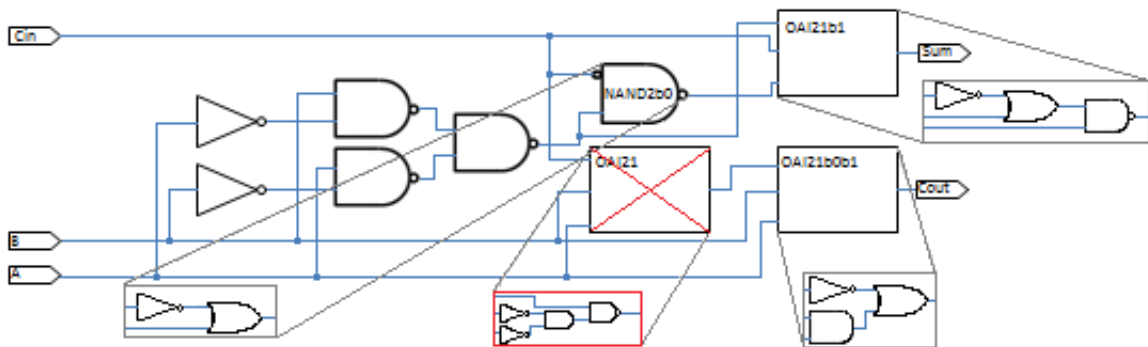 OAI21b1
Cin
Sum
NAND2b0
OAI21
OAI21b0b1
Cout
B
A